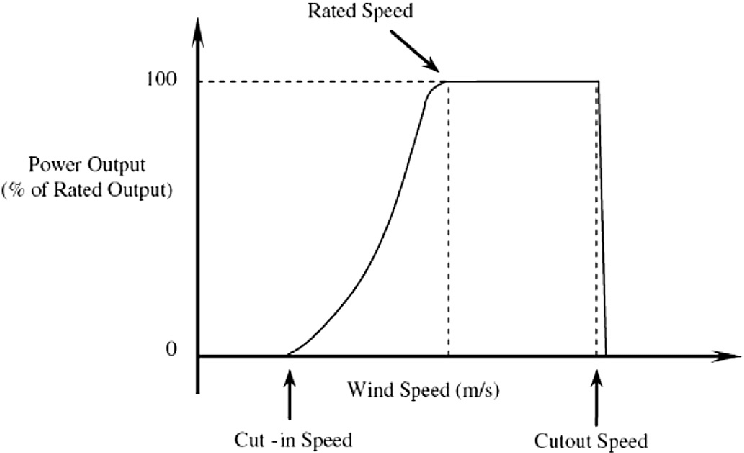 Rated Speed
100
Power Output
(% of Rated Output)
0
Wind Speed (m/s)
Cut -in Speed
Cutout Speed